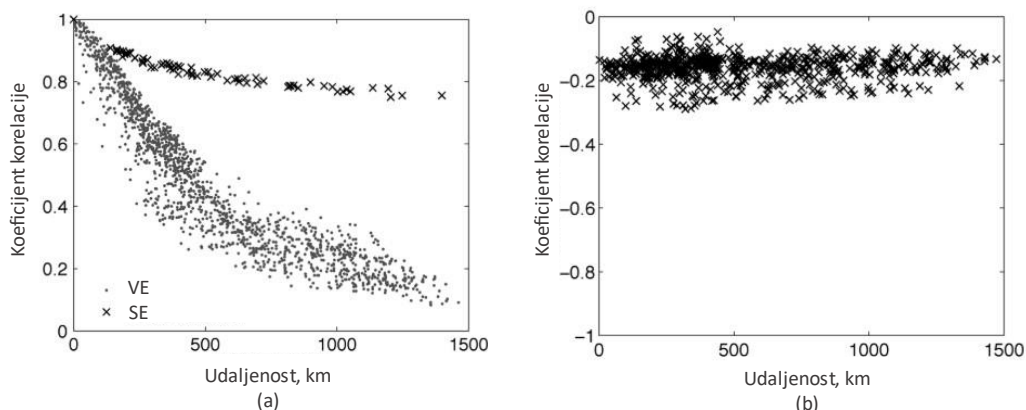 1
0.8
0.6
0.4
0.2
0
Koeficijent korelacije
VE
SE
0
500
1000
1500
Udaljenost, km
(a)
0
−0.2
−0.4
−0.6
−0.8
−1
Koeficijent korelacije
0
500
1000
1500
Udaljenost, km
(b)